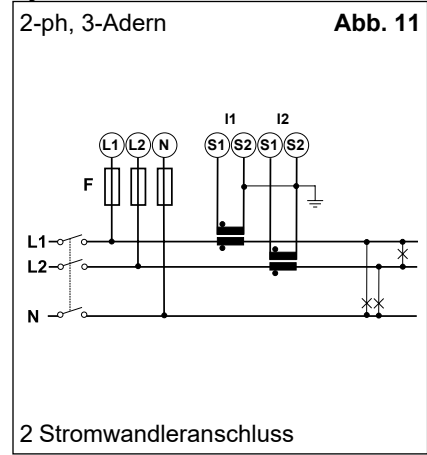 2-ph, 3-Adern Abb. 11
I1 I2
L1 L2 N S1 S2 S1 S2
F
L1
L2
N
2 Stromwandleranschluss